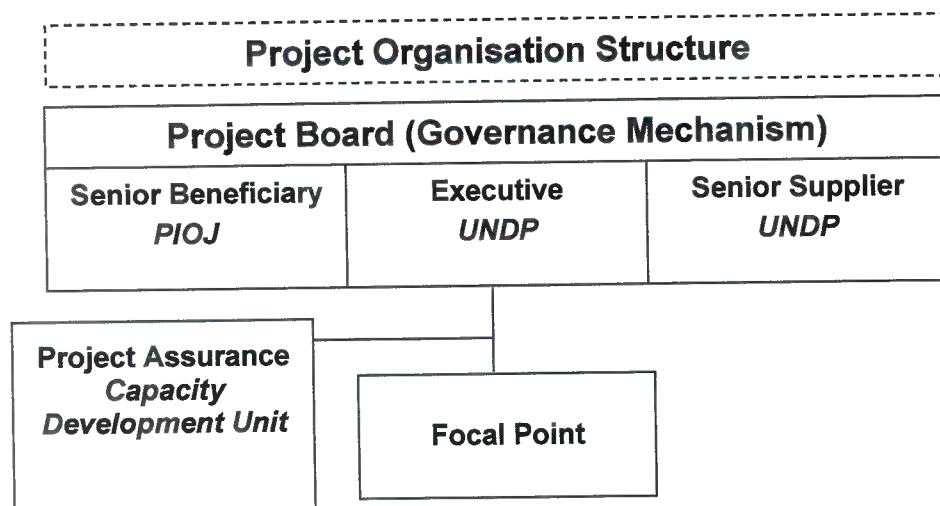 Project Organisation Structure
Project Board (Governance Mechanism)
Senior Beneficiary
PIOJ
Executive
UNDP
Senior Supplier
UNDP
Project Assurance
Capacity
Development Unit
Focal Point